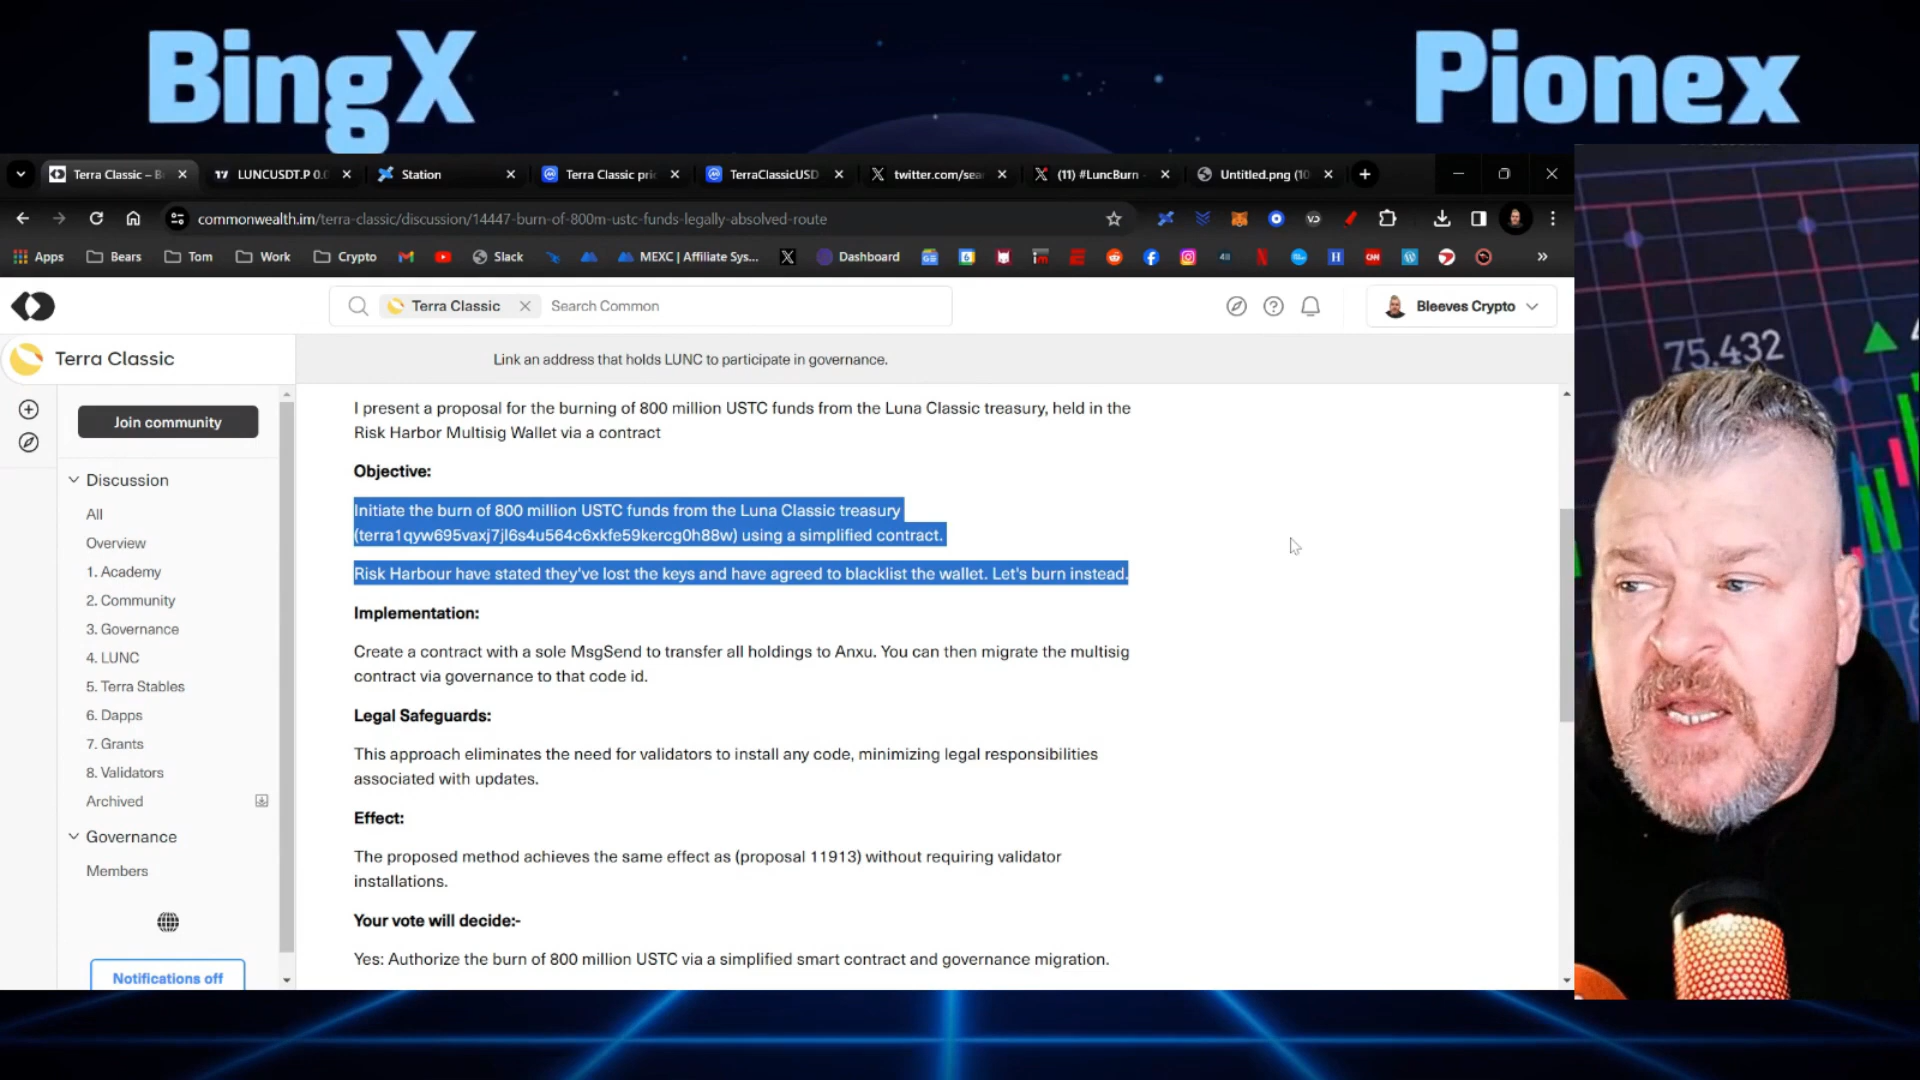 BingX
Pionex
Terra Classic – B
LUNCUSDT.P 0.0
Station
Terra Classic pri
TerraClassicUSD
twitter.com/sea
(11) #LuncBurn
Untitled.png (10
commonwealth.im/terra-classic/discussion/14447-burn-of-800m-ustc-funds-legally-absolved-route
Apps
Bears
Tom
Work
Crypto
Slack
MEXC | Affiliate Sys...
Dashboard
»
Terra Classic
Search Common
Bleeves Crypto
Terra Classic
Link an address that holds LUNC to participate in governance.
Join community
Discussion
All
Overview
1. Academy
2. Community
3. Governance
4. LUNC
5. Terra Stables
6. Dapps
7. Grants
8. Validators
Archived
Governance
Members
Notifications off
I present a proposal for the burning of 800 million USTC funds from the Luna Classic treasury, held in the
Risk Harbor Multisig Wallet via a contract
Objective:
Initiate the burn of 800 million USTC funds from the Luna Classic treasury
(terra1qyw695vaxj7jl6s4u564c6xkfe59kercg0h88w) using a simplified contract.
Risk Harbour have stated they've lost the keys and have agreed to blacklist the wallet. Let's burn instead.
Implementation:
Create a contract with a sole MsgSend to transfer all holdings to Anxu. You can then migrate the multisig
contract via governance to that code id.
Legal Safeguards:
This approach eliminates the need for validators to install any code, minimizing legal responsibilities
associated with updates.
Effect:
The proposed method achieves the same effect as (proposal 11913) without requiring validator
installations.
Your vote will decide:-
Yes: Authorize the burn of 800 million USTC via a simplified smart contract and governance migration.
75.432